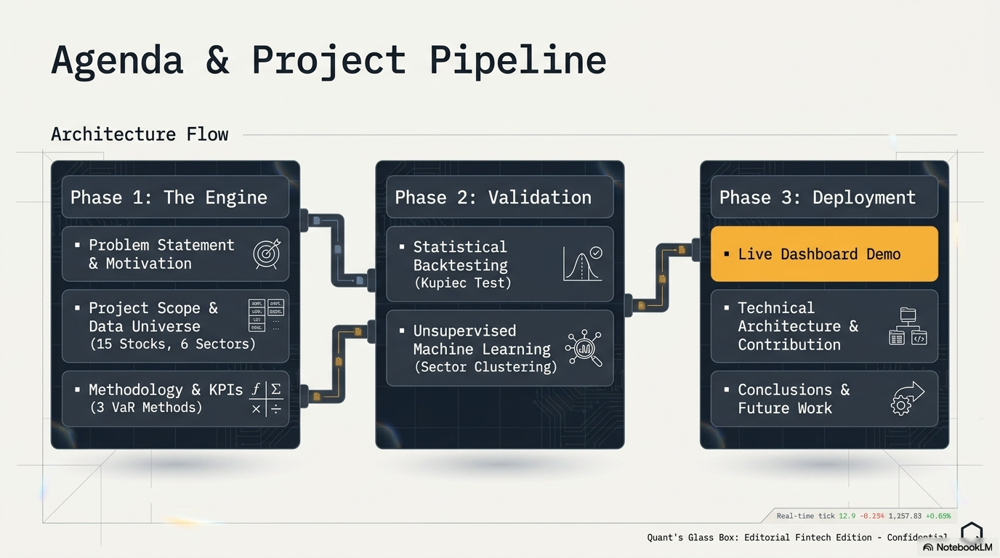 Agenda & Project Pipeline
Architecture Flow
Phase 1: The Engine
▪ Problem Statement
& Motivation
▪ Project Scope &
Data Universe
(15 Stocks, 6 Sectors)
▪ Methodology & KPIs
(3 VaR Methods)
f Σ
× ÷
Phase 2: Validation
▪ Statistical
Backtesting
(Kupiec Test)
▪ Unsupervised
Machine Learning
(Sector Clustering)
Phase 3: Deployment
▪ Live Dashboard Demo
▪ Technical
Architecture &
Contribution
▪ Conclusions &
Future Work
Real-time tick 12.9 -0.254 1,257.83 +0.69%
Quant's Glass Box: Editorial Fintech Edition - Confidential
NotebookLM